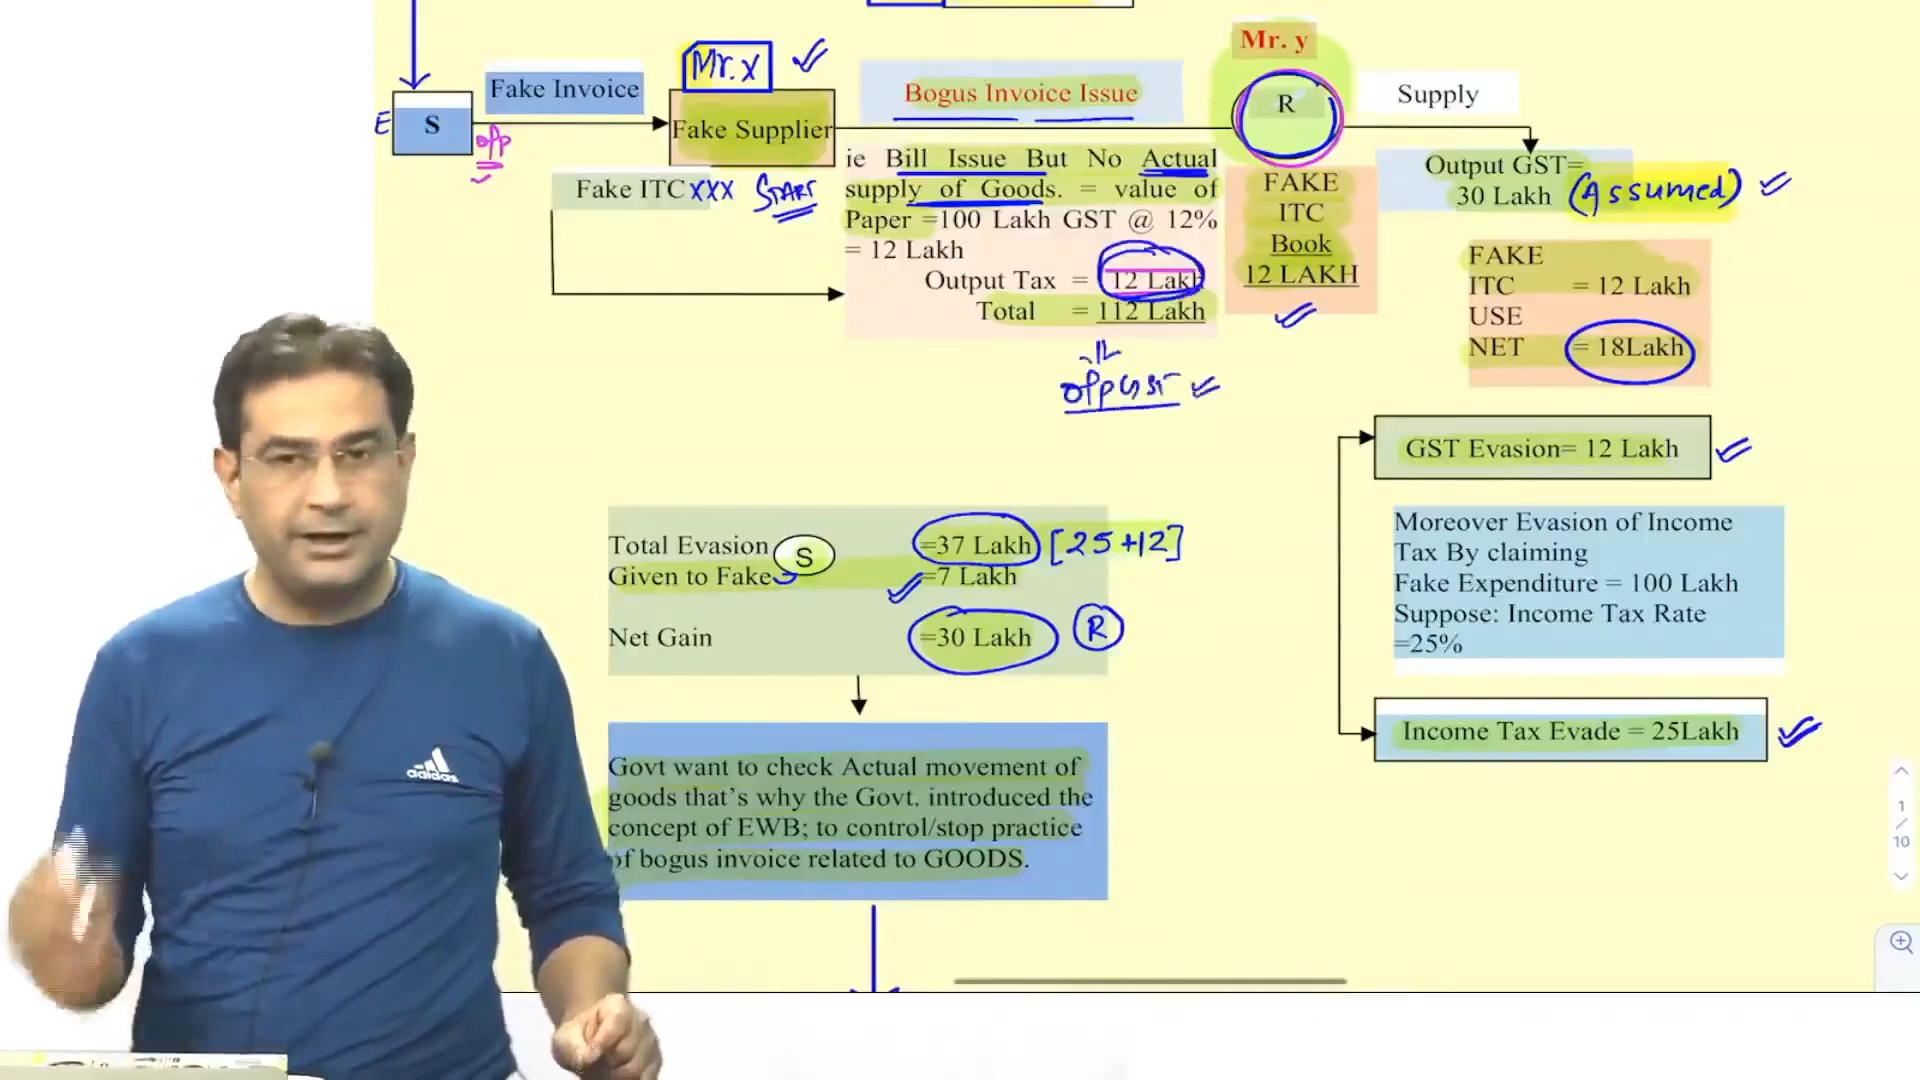 Mr. y
Mr. X
Fake Invoice
Bogus Invoice Issue
R
Supply
E
S
opp
Fake Supplier
Fake ITC XXX START
ie Bill Issue But No Actual
supply of Goods. = value of
Paper =100 Lakh GST @ 12%
= 12 Lakh
Output Tax = 12 Lakh
Total = 112 Lakh
opp GST
FAKE
ITC
Book
12 LAKH
Output GST=
30 Lakh (Assumed)
FAKE
ITC = 12 Lakh
USE
NET = 18Lakh
GST Evasion= 12 Lakh
Moreover Evasion of Income
Tax By claiming
Fake Expenditure = 100 Lakh
Suppose: Income Tax Rate
=25%
Income Tax Evade = 25Lakh
Total Evasion =37 Lakh [25+12]
Given to Fake S =7 Lakh
Net Gain =30 Lakh R
Govt want to check Actual movement of
goods that's why the Govt. introduced the
concept of EWB; to control/stop practice
of bogus invoice related to GOODS.
adidas
1
/
10